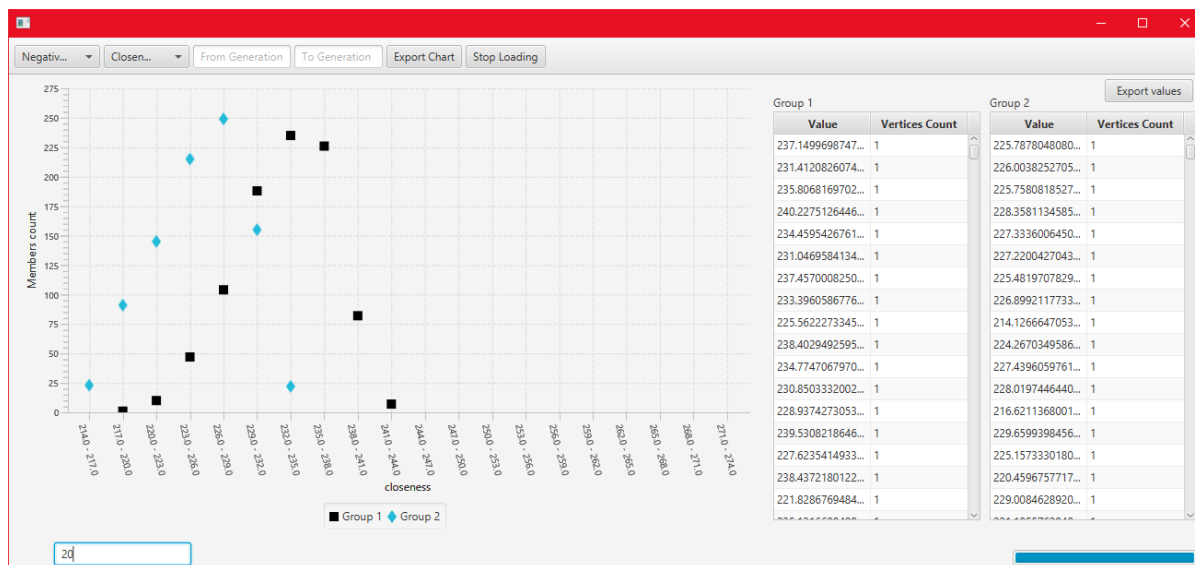 Negativ... Closen... From Generation To Generation Export Chart Stop Loading
Export values
275
250
225
200
175
150
125
100
75
50
25
0
Members count
214.0 - 217.0
217.0 - 220.0
220.0 - 223.0
223.0 - 226.0
226.0 - 229.0
229.0 - 232.0
232.0 - 235.0
235.0 - 238.0
238.0 - 241.0
241.0 - 244.0
244.0 - 247.0
247.0 - 250.0
250.0 - 253.0
253.0 - 256.0
256.0 - 259.0
259.0 - 262.0
262.0 - 265.0
265.0 - 268.0
268.0 - 271.0
271.0 - 274.0
closeness
Group 1 Group 2
20
Group 1
Value Vertices Count
237.1499698747... 1
231.4120826074... 1
235.8068169702... 1
240.2275126446... 1
234.4595426761... 1
231.0469584134... 1
237.4570008250... 1
233.3960586776... 1
225.5622273345... 1
238.4029492595... 1
234.7747067970... 1
230.8503332002... 1
228.9374273053... 1
239.5308218646... 1
227.6235414933... 1
238.4372180122... 1
221.8286769484... 1
Group 2
Value Vertices Count
225.7878048080... 1
226.0038252705... 1
225.7580818527... 1
228.3581134585... 1
227.3336006450... 1
227.2200427043... 1
225.4819707829... 1
226.8992117733... 1
214.1266647053... 1
224.2670349586... 1
227.4396059761... 1
228.0197446440... 1
216.6211368001... 1
229.6599398456... 1
225.1573330180... 1
220.4596757717... 1
229.0084628920... 1